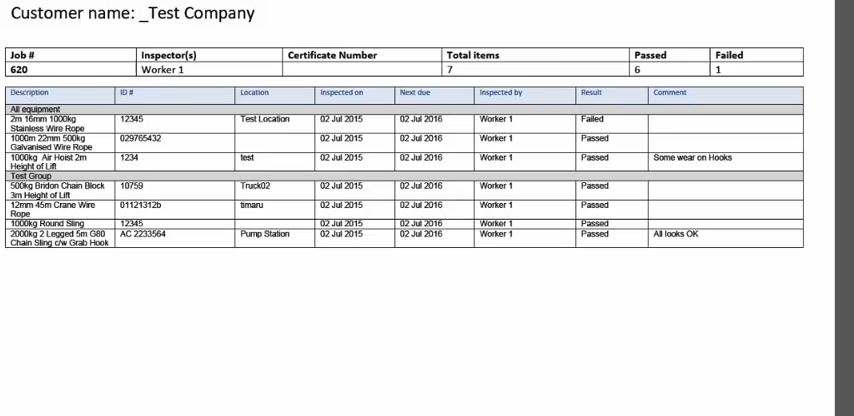 Customer name: _Test Company
Job # Inspector(s) Certificate Number Total items Passed Failed
620 Worker 1 7 6 1
Description ID # Location Inspected on Next due Inspected by Result Comment
All equipment
2m 16mm 1000kg 12345 Test Location 02 Jul 2015 02 Jul 2016 Worker 1 Failed
Stainless Wire Rope
1000m 22mm 500kg 029765432 02 Jul 2015 02 Jul 2016 Worker 1 Passed
Galvanised Wire Rope
1000kg Air Hoist 2m 1234 test 02 Jul 2015 02 Jul 2016 Worker 1 Passed Some wear on Hooks
Height of Lift
Test Group
500kg Bridon Chain Block 10759 Truck02 02 Jul 2015 02 Jul 2016 Worker 1 Passed
3m Height of Lift
12mm 45m Crane Wire 01121312b timaru 02 Jul 2015 02 Jul 2016 Worker 1 Passed
Rope
1000kg Round Sling 12345 02 Jul 2015 02 Jul 2016 Worker 1 Passed
2000kg 2 Legged 5m G80 AC 2233564 Pump Station 02 Jul 2015 02 Jul 2016 Worker 1 Passed All looks OK
Chain Sling c/w Grab Hook